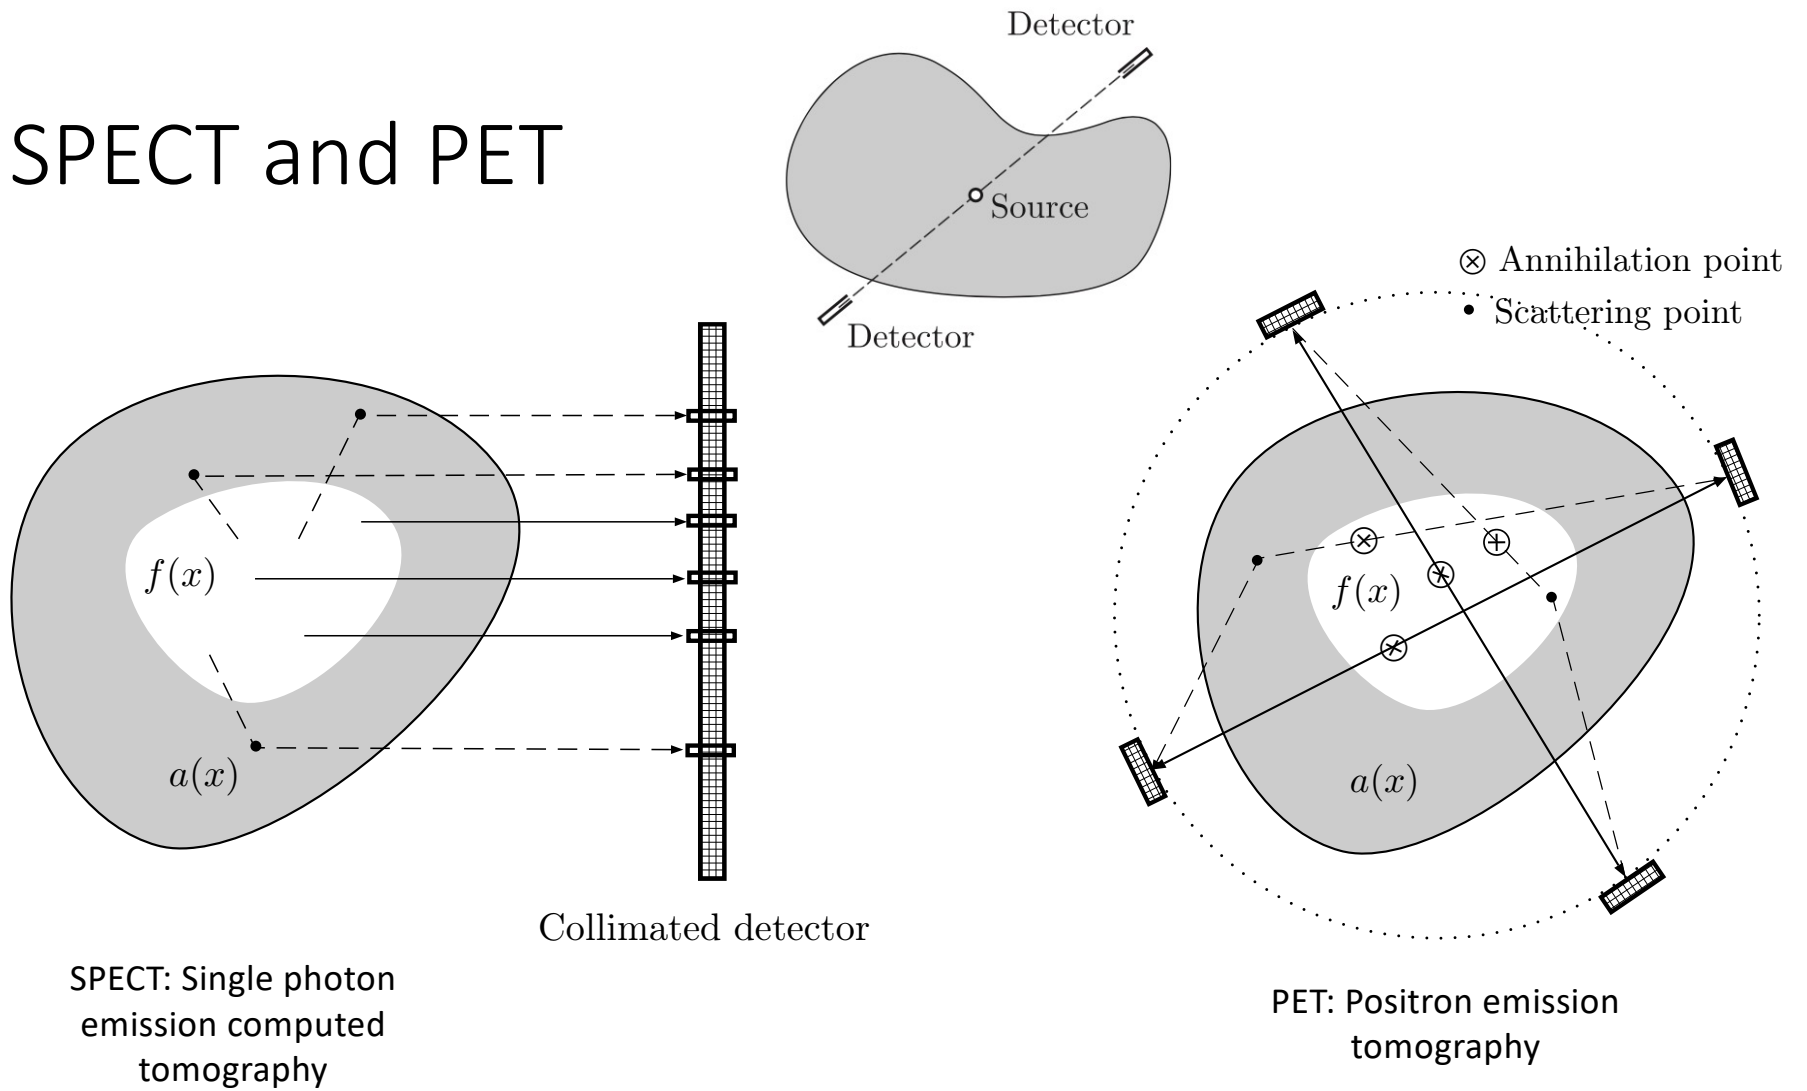 SPECT and PET
Detector
Source
Detector
⊗ Annihilation point
• Scattering point
f(x)
a(x)
Collimated detector
f(x)
a(x)
SPECT: Single photon
emission computed
tomography
PET: Positron emission
tomography